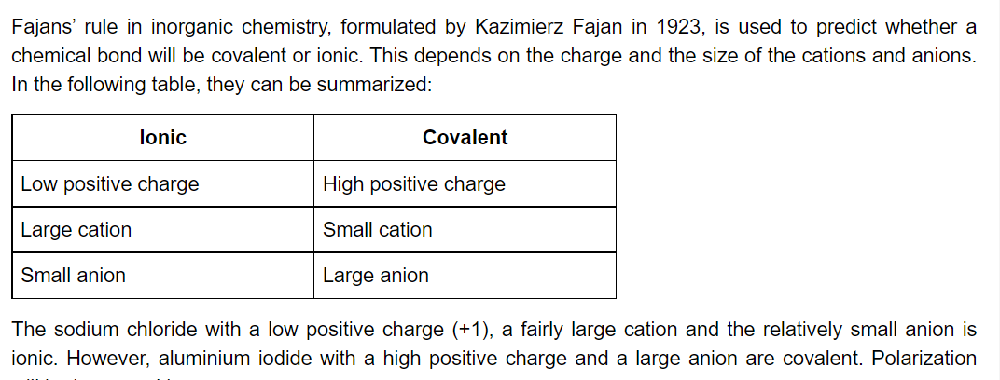 Fajans’ rule in inorganic chemistry, formulated by Kazimierz Fajan in 1923, is used to predict whether a
chemical bond will be covalent or ionic. This depends on the charge and the size of the cations and anions.
In the following table, they can be summarized:
Ionic Covalent
Low positive charge High positive charge
Large cation Small cation
Small anion Large anion
The sodium chloride with a low positive charge (+1), a fairly large cation and the relatively small anion is
ionic. However, aluminium iodide with a high positive charge and a large anion are covalent. Polarization